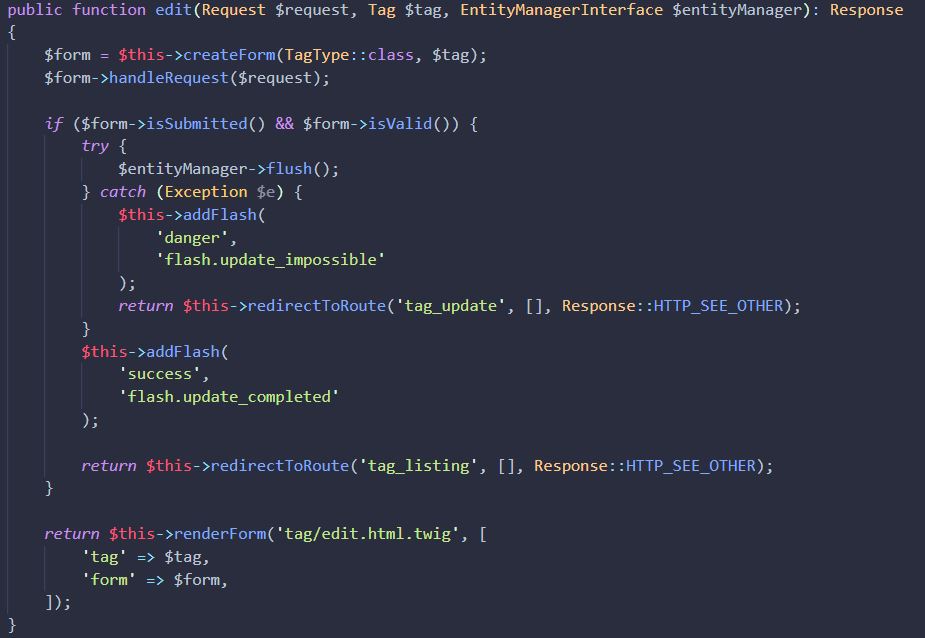 public function edit(Request $request, Tag $tag, EntityManagerInterface $entityManager): Response
{
    $form = $this->createForm(TagType::class, $tag);
    $form->handleRequest($request);

    if ($form->isSubmitted() && $form->isValid()) {
        try {
            $entityManager->flush();
        } catch (Exception $e) {
            $this->addFlash(
                'danger',
                'flash.update_impossible'
            );
            return $this->redirectToRoute('tag_update', [], Response::HTTP_SEE_OTHER);
        }
        $this->addFlash(
            'success',
            'flash.update_completed'
        );

        return $this->redirectToRoute('tag_listing', [], Response::HTTP_SEE_OTHER);
    }

    return $this->renderForm('tag/edit.html.twig', [
        'tag' => $tag,
        'form' => $form,
    ]);
}